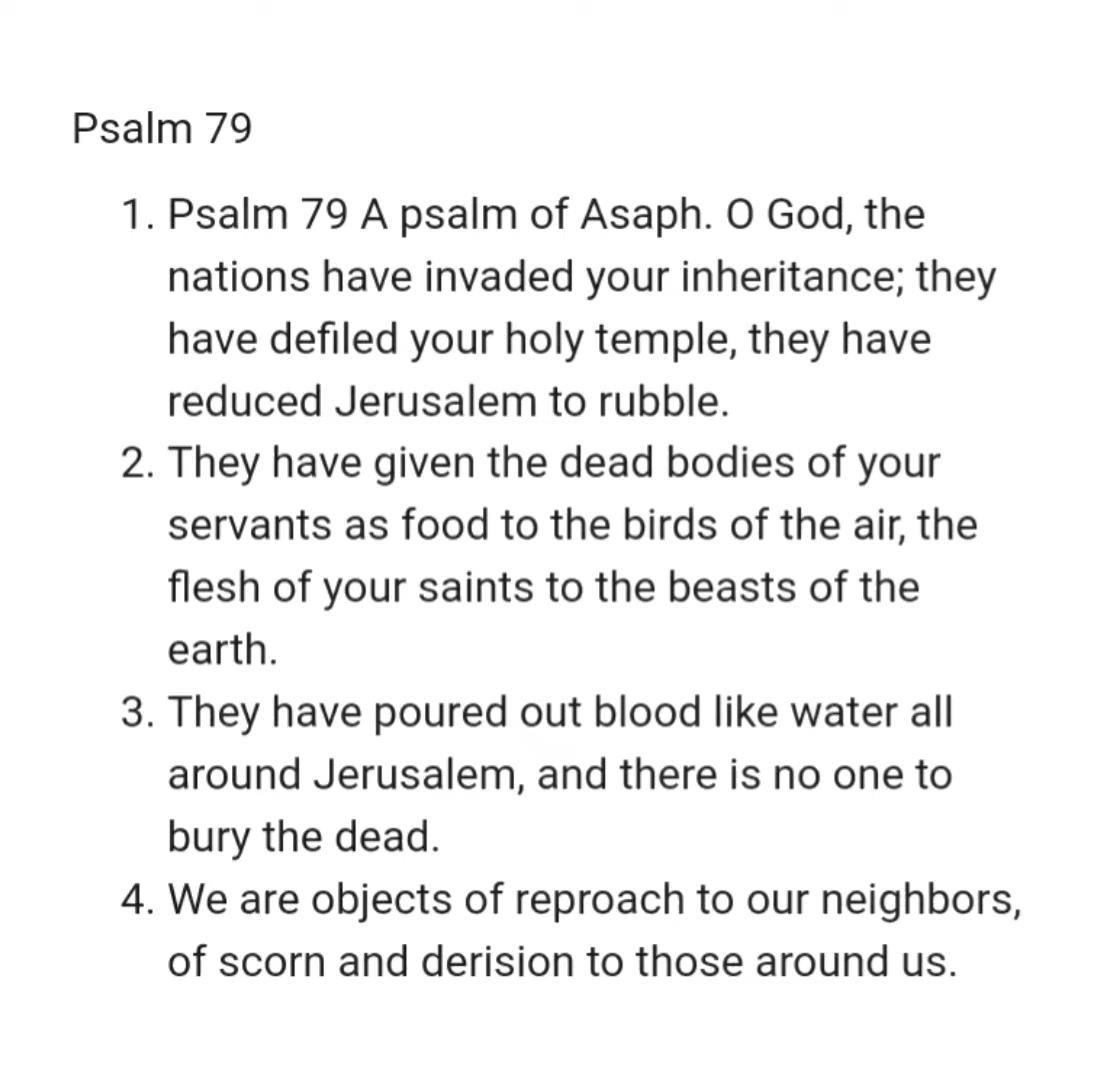 Psalm 79
1. Psalm 79 A psalm of Asaph. O God, the
nations have invaded your inheritance; they
have defiled your holy temple, they have
reduced Jerusalem to rubble.
2. They have given the dead bodies of your
servants as food to the birds of the air, the
flesh of your saints to the beasts of the
earth.
3. They have poured out blood like water all
around Jerusalem, and there is no one to
bury the dead.
4. We are objects of reproach to our neighbors,
of scorn and derision to those around us.